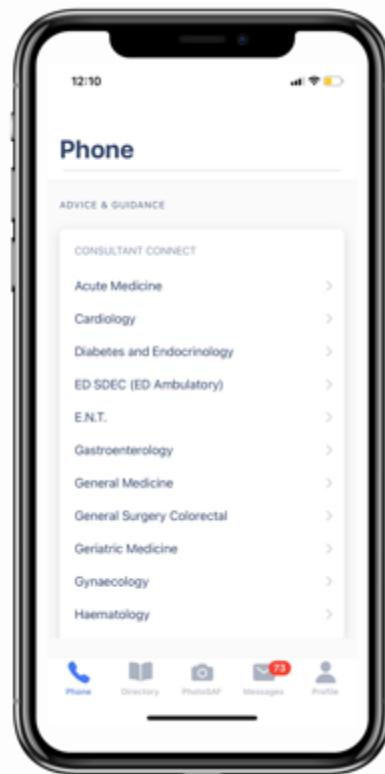 12:10
Phone
ADVICE & GUIDANCE
CONSULTANT CONNECT
Acute Medicine
Cardiology
Diabetes and Endocrinology
ED SDEC (ED Ambulatory)
E.N.T.
Gastroenterology
General Medicine
General Surgery Colorectal
Geriatric Medicine
Gynaecology
Haematology
73
Phone Directory PhotoSAF Messages Profile